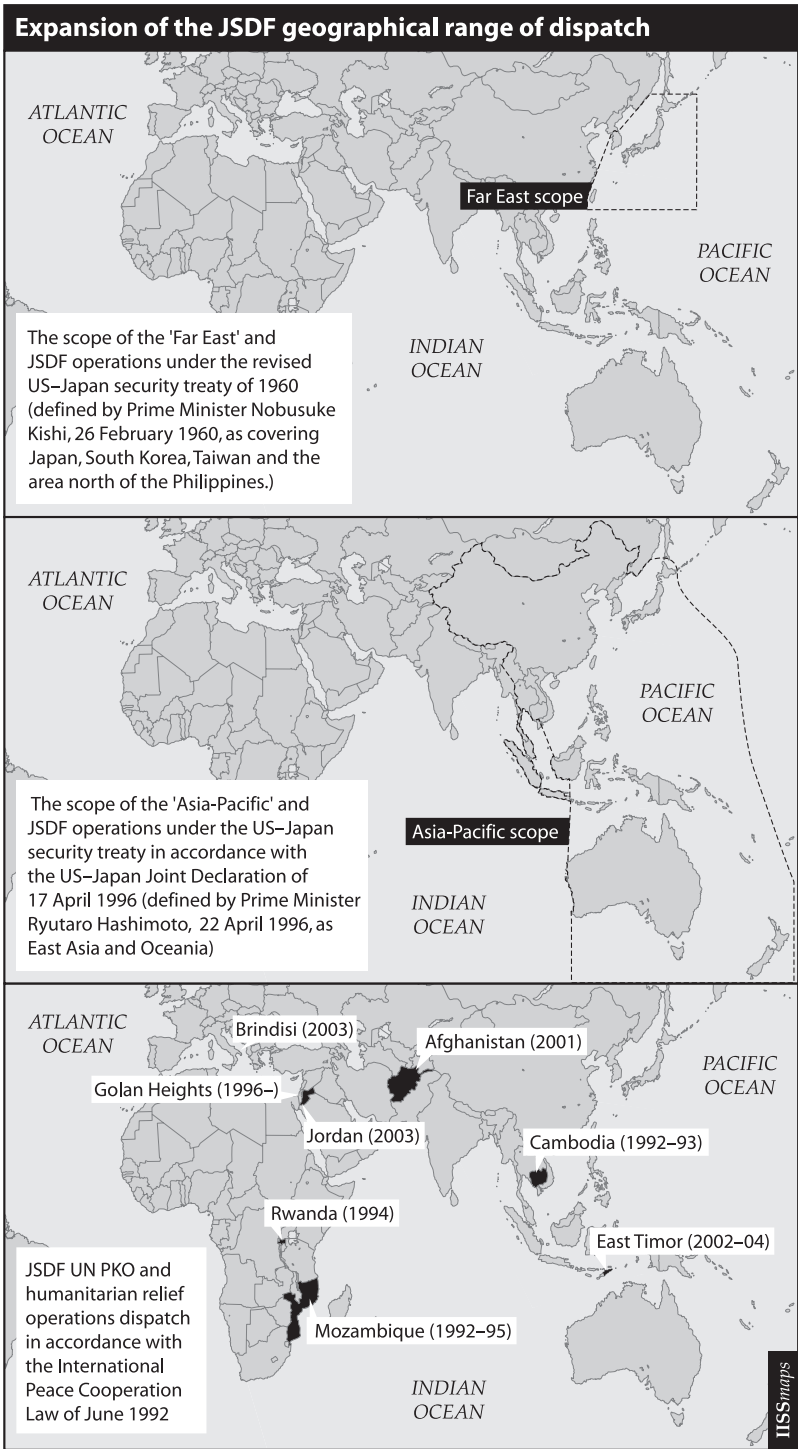 Expansion of the JSDF geographical range of dispatch
ATLANTIC
OCEAN
Far East scope
PACIFIC
OCEAN
INDIAN
OCEAN
The scope of the 'Far East' and
JSDF operations under the revised
US–Japan security treaty of 1960
(defined by Prime Minister Nobusuke
Kishi, 26 February 1960, as covering
Japan, South Korea, Taiwan and the
area north of the Philippines.)
ATLANTIC
OCEAN
PACIFIC
OCEAN
The scope of the 'Asia-Pacific' and
JSDF operations under the US–Japan
security treaty in accordance with
the US–Japan Joint Declaration of
17 April 1996 (defined by Prime Minister
Ryutaro Hashimoto, 22 April 1996, as
East Asia and Oceania)
Asia-Pacific scope
INDIAN
OCEAN
ATLANTIC
OCEAN
Brindisi (2003)
Afghanistan (2001)
PACIFIC
OCEAN
Golan Heights (1996–)
Jordan (2003)
Cambodia (1992–93)
Rwanda (1994)
East Timor (2002–04)
JSDF UN PKO and
humanitarian relief
operations dispatch
in accordance with
the International
Peace Cooperation
Law of June 1992
Mozambique (1992–95)
INDIAN
OCEAN
IISSmaps